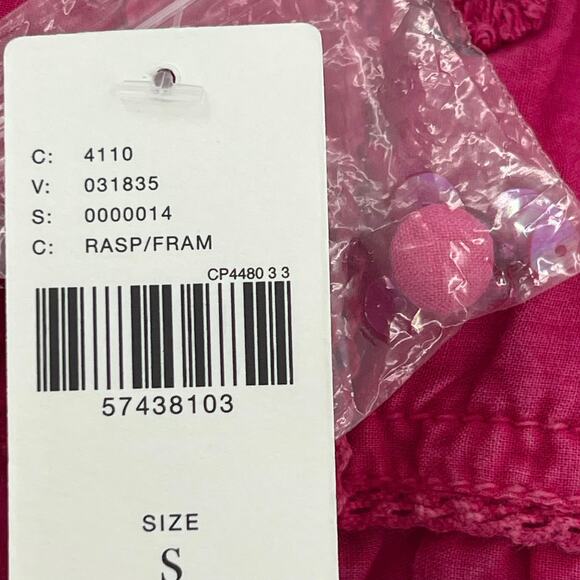 C: 4110
V: 031835
S: 0000014
C: RASP/FRAM
CP4480 3 3
57438103
SIZE
S